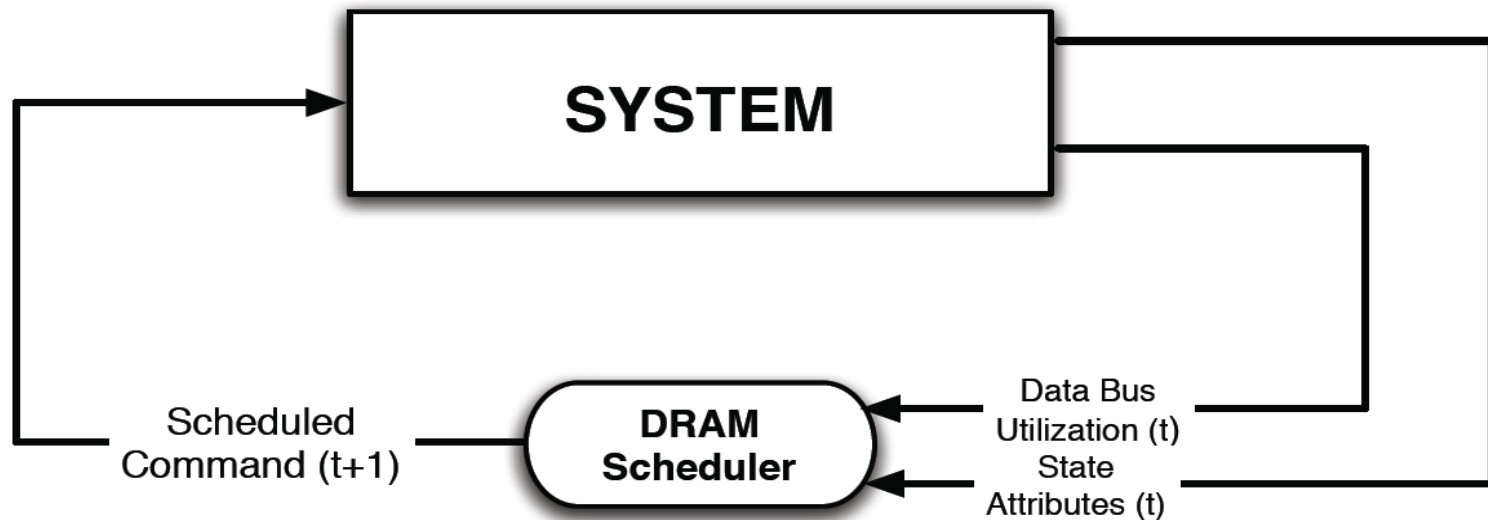 SYSTEM
Scheduled
Command (t+1)
DRAM
Scheduler
Data Bus
Utilization (t)
State
Attributes (t)